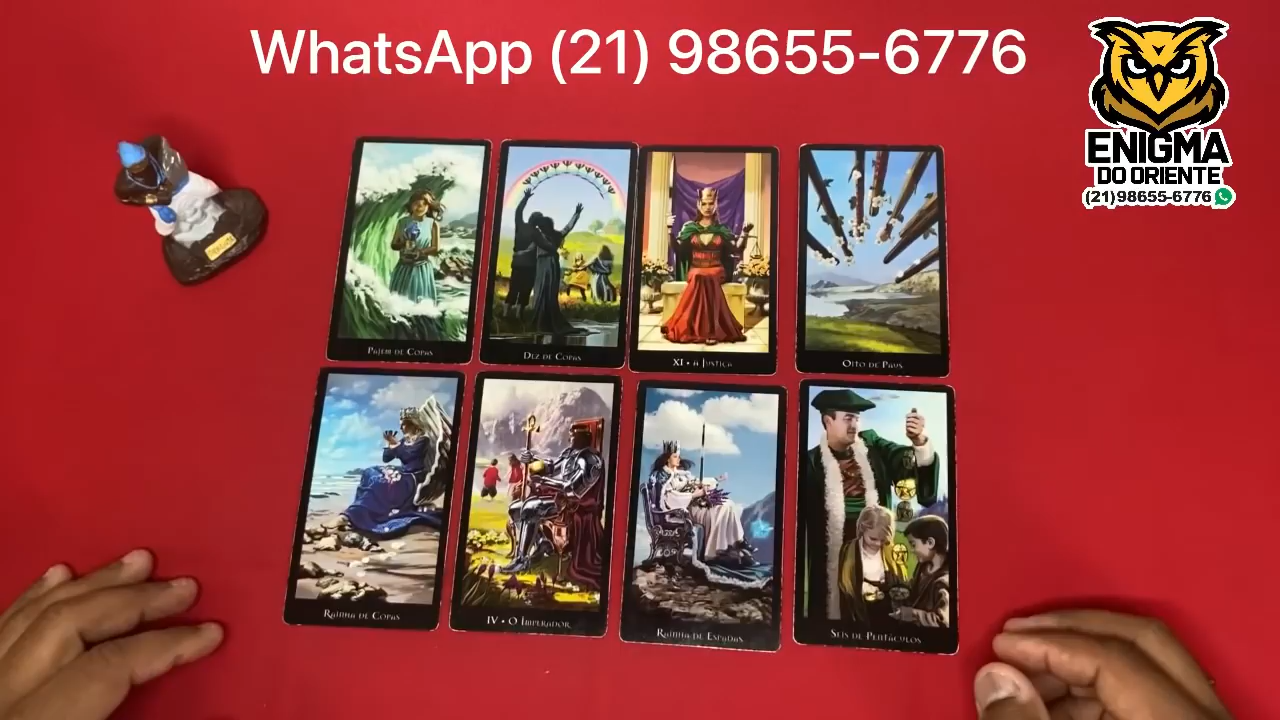 WhatsApp (21) 98655-6776
ENIGMA
DO ORIENTE
(21)98655-6776
Pajem de Copas
Dez de Copas
XI • A Justiça
Oito de Paus
Rainha de Copas
IV • O Imperador
Rainha de Espadas
Seis de Pentáculos